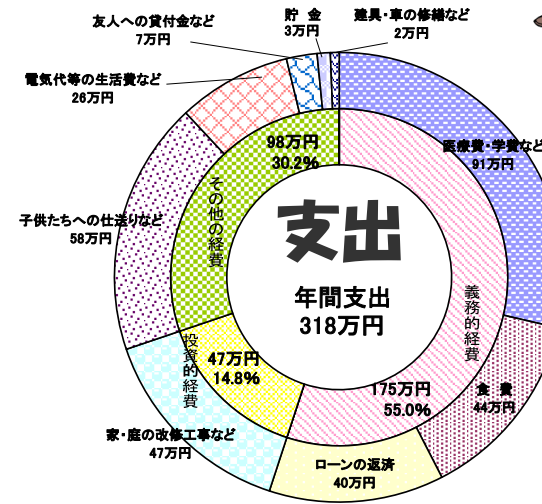 友人への貸付金など
7万円
貯 金
3万円
建具・車の修繕など
2万円
電気代等の生活費など
26万円
98万円
30.2%
医療費・学費など
91万円
その他の経費
子供たちへの仕送りなど
58万円
支出
年間支出
318万円
義務的経費
投資的経費
47万円
14.8%
175万円
55.0%
食 費
44万円
家・庭の改修工事など
47万円
ローンの返済
40万円